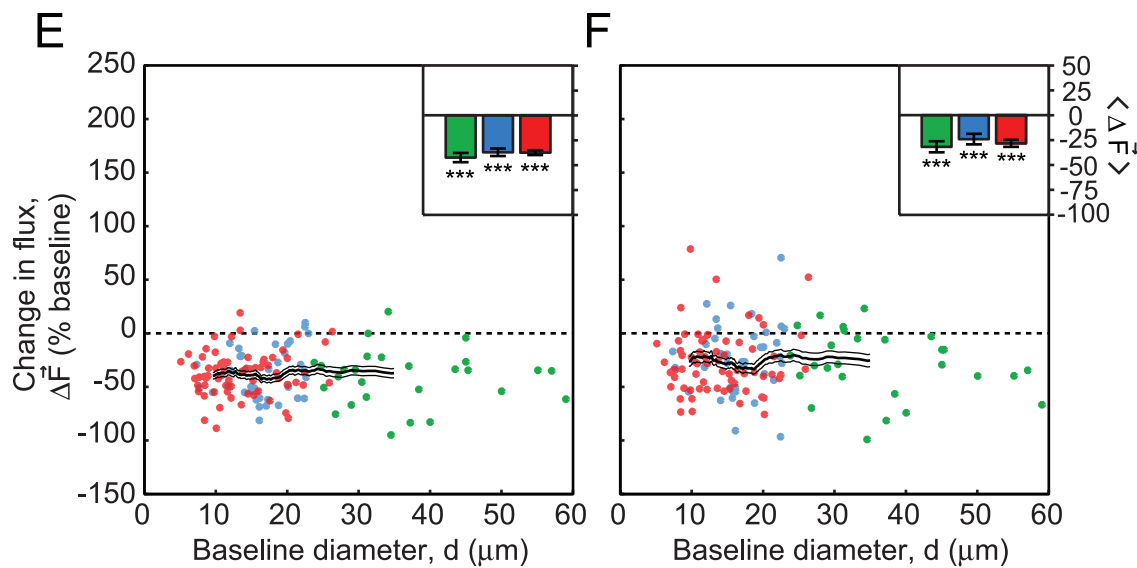 E
F
250
200
150
100
50
0
-50
-100
-150
Change in flux,
ΔF⃗ (% baseline)
*** *** ***
*** *** ***
50
25
0
-25
-50
-75
-100
< ΔF⃗ >
0 10 20 30 40 50 60
0 10 20 30 40 50 60
Baseline diameter, d (μm)
Baseline diameter, d (μm)